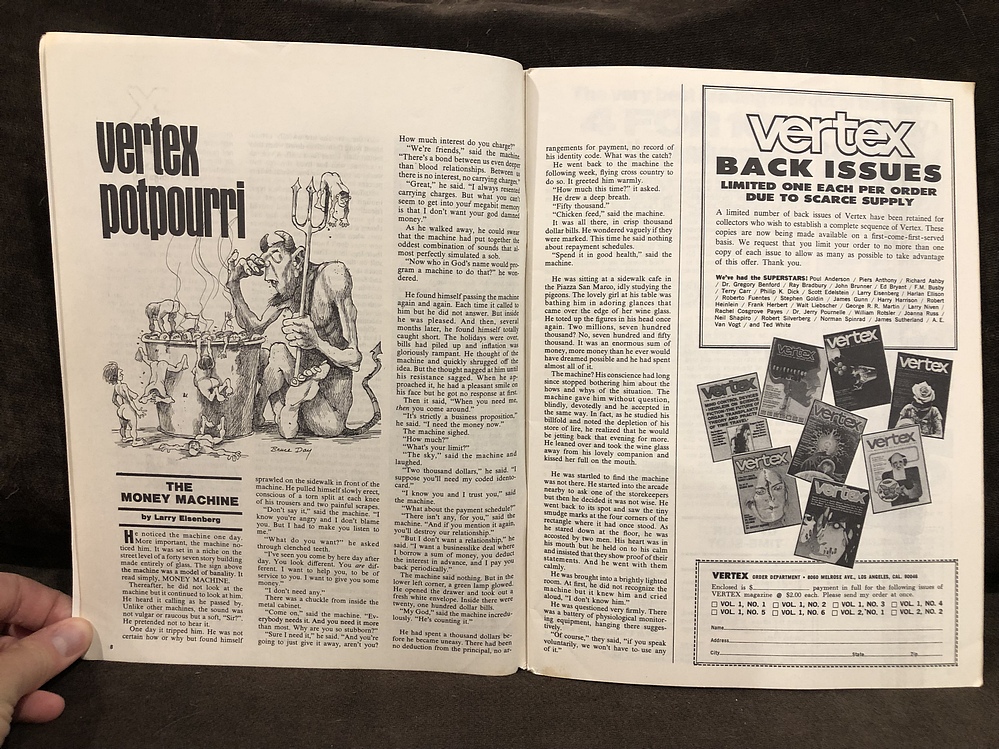 vertex
potpourri
Bruce Day
THE
MONEY MACHINE
by Larry Eisenberg
He noticed the machine one day.
More important, the machine no-
ticed him. It was set in a niche on the
street level of a forty seven story building
made entirely of glass. The sign above
the machine was a model of banality. It
read simply, MONEY MACHINE.
Thereafter, he did not look at the
machine but it continued to look at him.
He heard it calling as he passed by.
Unlike other machines, the sound was
not vulgar or raucous but a soft, "Sir?".
He pretended not to hear it.
One day it tripped him. He was not
certain how or why but found himself
8
sprawled on the sidewalk in front of the
machine. He pulled himself slowly erect,
conscious of a torn split at each knee
of his trousers and two painful scrapes.
"Don't say it," said the machine. "I
know you're angry and I don't blame
you. But I had to make you listen to
me."
"What do you want?" he asked
through clenched teeth.
"I've seen you come by here day after
day. You look different. You are dif-
ferent. I want to help you, to be of
service to you. I want to give you some
money."
"I don't need any."
There was a chuckle from inside the
metal cabinet.
"Come on," said the machine. "Ev-
erybody needs it. And you need it more
than most. Why are you so stubborn?"
"Sure I need it," he said. "And you're
going to just give it away, aren't you?
How much interest do you charge?"
"We're friends," said the machine.
"There's a bond between us even deeper
than blood relationships. Between us
there is no interest, no carrying charges."
"Great," he said. "I always resented
carrying charges. But what you can't
seem to get into your megabit memory
is that I don't want your god damned
money."
As he walked away, he could swear
that the machine had put together the
oddest combination of sounds that al-
most perfectly simulated a sob.
"Now who in God's name would pro-
gram a machine to do that?" he won-
dered.
He found himself passing the machine
again and again. Each time it called to
him but he did not answer. But inside
he was pleased. And then, several
months later, he found himself totally
caught short. The holidays were over,
bills had piled up and inflation was
gloriously rampant. He thought of the
machine and quickly shrugged off the
idea. But the thought nagged at him until
his resistance sagged. When he ap-
proached it, he had a pleasant smile on
his face but he got no response at first.
Then it said, "When you need me,
then you come around."
"It's strictly a business proposition,"
he said. "I need the money now."
The machine sighed.
"How much?"
"What's your limit?"
"The sky," said the machine and
laughed.
"Two thousand dollars," he said. "I
suppose you'll need my coded idento-
card."
"I know you and I trust you," said
the machine.
"What about the payment schedule?"
"There isn't any, for you," said the
machine. "And if you mention it again,
you'll destroy our relationship."
"But I don't want a relationship," he
said. "I want a businesslike deal where
I borrow a sum of money, you deduct
the interest in advance, and I pay you
back periodically."
The machine said nothing. But in the
lower left corner, a green lamp glowed.
He opened the drawer and took out a
fresh white envelope. Inside there were
twenty, one hundred dollar bills.
"My God," said the machine incredu-
lously. "He's counting it."
He had spent a thousand dollars be-
fore he became uneasy. There had been
no deduction from the principal, no ar-
rangements for payment, no record of
his identity code. What was the catch?
He went back to the machine the
following week, flying cross country to
do so. It greeted him warmly.
"How much this time?" it asked.
He drew a deep breath.
"Fifty thousand."
"Chicken feed," said the machine.
It was all there, in crisp thousand
dollar bills. He wondered vaguely if they
were marked. This time he said nothing
about repayment schedules.
"Spend it in good health," said the
machine.
He was sitting at a sidewalk cafe in
the Piazza San Marco, idly studying the
pigeons. The lovely girl at his table was
bathing him in adoring glances that
came over the edge of her wine glass.
He toted up the figures in his head once
again. Two millions, seven hundred
thousand? No, seven hundred and fifty
thousand. It was an enormous sum of
money, more money than he ever would
have dreamed possible and he had spent
almost all of it.
The machine? His conscience had long
since stopped bothering him about the
hows and whys of the situation. The
machine gave him without question,
blindly, devotedly and he accepted in
the same way. In fact, as he studied his
billfold and noted the depletion of his
store of lire, he realized that he would
be jetting back that evening for more.
He leaned over and took the wine glass
away from his lovely companion and
kissed her full on the mouth.
He was startled to find the machine
was not there. He started into the arcade
nearby to ask one of the storekeepers
but then he decided it was not wise. He
went back to its spot and saw the tiny
smudge marks at the four corners of the
rectangle where it had once stood. As
he stared down at the floor, he was
accosted by two men. His heart was in
his mouth but he held on to his calm
and insisted that they show proof of their
statements. And he went with them
calmly.
He was brought into a brightly lighted
room. At first, he did not recognize the
machine but it knew him and cried
aloud, "I don't know him."
He was questioned very firmly. There
was a battery of physiological monitor-
ing equipment, hanging there sugges-
tively.
"Of course," they said, "if you speak
voluntarily, we won't have to use any
of it."
vertex
BACK ISSUES
LIMITED ONE EACH PER ORDER
DUE TO SCARCE SUPPLY
A limited number of back issues of Vertex have been retained for
collectors who wish to establish a complete sequence of Vertex. These
copies are now being made available on a first-come-first-served
basis. We request that you limit your order to no more than one
copy of each issue to allow as many as possible to take advantage
of this offer. Thank you.
We've had the SUPERSTARS: Poul Anderson / Piers Anthony / Richard Ashby
/ Dr. Gregory Benford / Ray Bradbury / John Brunner / Ed Bryant / F.M. Busby
/ Terry Carr / Philip K. Dick / Scott Edelstein / Larry Eisenberg / Harlan Ellison
/ Roberto Fuentes / Stephen Goldin / James Gunn / Harry Harrison / Robert
Heinlein / Frank Herbert / Walt Liebscher / George R. R. Martin / Larry Niven /
Rachel Cosgrove Payes / Dr. Jerry Pournelle / William Rotsler / Joanna Russ /
Neil Shapiro / Robert Silverberg / Norman Spinrad / James Sutherland / A. E.
Van Vogt / and Ted White
vertex
vertex
vertex
vertex
vertex
vertex
vertex
vertex
VERTEX ORDER DEPARTMENT • 8060 MELROSE AVE., LOS ANGELES, CAL. 90046
Enclosed is $ payment in full for the following issues of
VERTEX magazine @ $2.00 each. Please send my order at once.
□ VOL. 1, NO. 1 □ VOL. 1, NO. 2 □ VOL. 1, NO. 3 □ VOL. 1, NO. 4
□ VOL. 1, NO. 5 □ VOL. 1, NO. 6 □ VOL. 2, NO. 1 □ VOL. 2, NO. 2
Name
Address
City State Zip